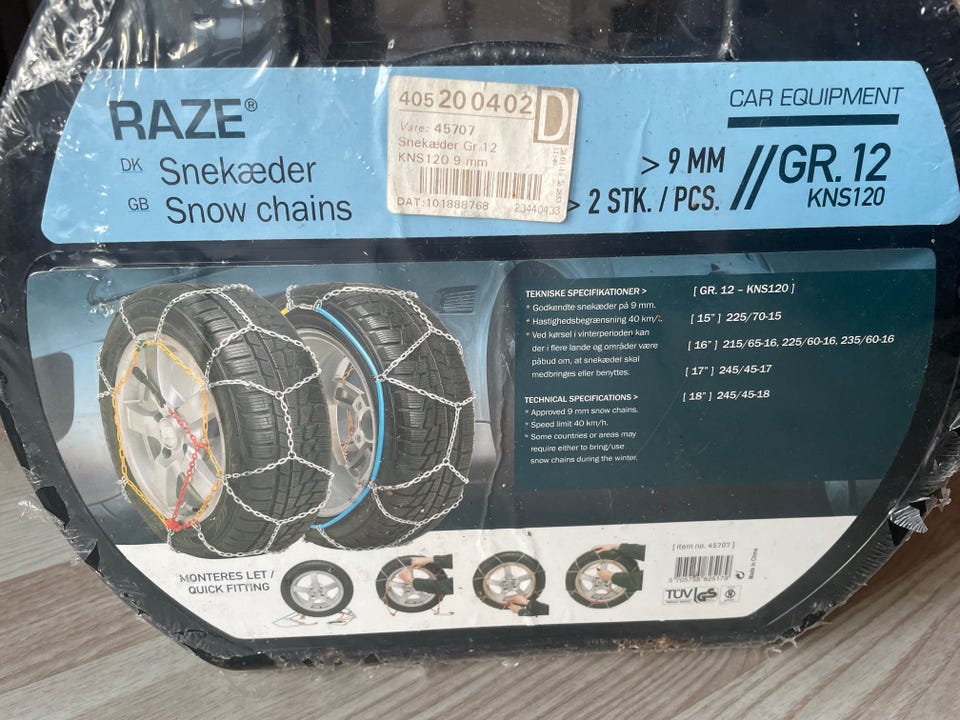 RAZE®
DK Snekæder
GB Snow chains
405 20 04 02 D
Vare: 45707
Snekæder Gr.12
KNS120 9 mm
DAT:101888768 23440433
CAR EQUIPMENT
> 9 MM
> 2 STK. / PCS.
// GR. 12
KNS120
TEKNISKE SPECIFIKATIONER >
* Godkendte snekæder på 9 mm.
* Hastighedsbegrænsning 40 km/t.
* Ved kørsel i vinterperioden kan
der i flere lande og områder være
påbud om, at snekæder skal
medbringes eller benyttes.
TECHNICAL SPECIFICATIONS >
* Approved 9 mm snow chains.
* Speed limit 40 km/h.
* Some countries or areas may
require either to bring/use
snow chains during the winter.
[ GR. 12 – KNS120 ]
[ 15" ] 225/70-15
[ 16" ] 215/65-16, 225/60-16, 235/60-16
[ 17" ] 245/45-17
[ 18" ] 245/45-18
MONTERES LET /
QUICK FITTING
[ item no. 45707 ]
Made in China
TÜV GS